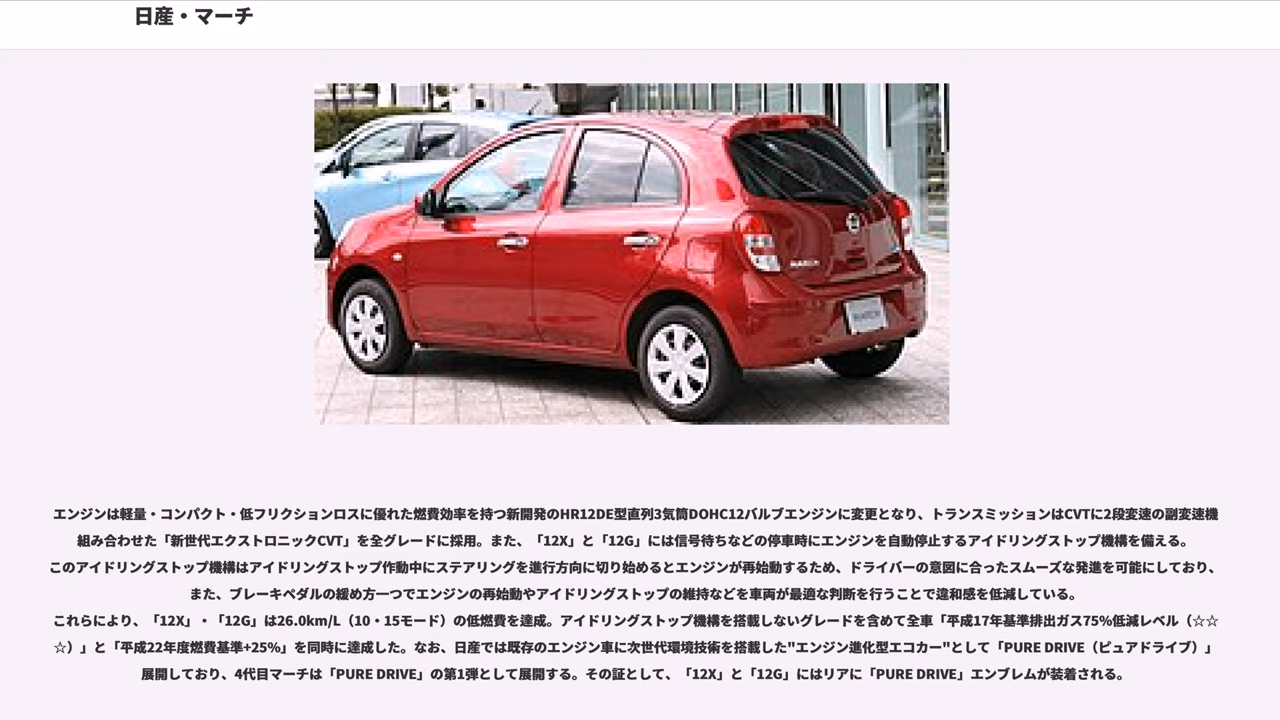 日産・マーチ
MARCH
エンジンは軽量・コンパクト・低フリクションロスに優れた燃費効率を持つ新開発のHR12DE型直列3気筒DOHC12バルブエンジンに変更となり、トランスミッションはCVTに2段変速の副変速機
組み合わせた「新世代エクストロニックCVT」を全グレードに採用。また、「12X」と「12G」には信号待ちなどの停車時にエンジンを自動停止するアイドリングストップ機構を備える。
このアイドリングストップ機構はアイドリングストップ作動中にステアリングを進行方向に切り始めるとエンジンが再始動するため、ドライバーの意図に合ったスムーズな発進を可能にしており、
また、ブレーキペダルの緩め方一つでエンジンの再始動やアイドリングストップの維持などを車両が最適な判断を行うことで違和感を低減している。
これらにより、「12X」・「12G」は26.0km/L（10・15モード）の低燃費を達成。アイドリングストップ機構を搭載しないグレードを含めて全車「平成17年基準排出ガス75%低減レベル（☆☆
☆）」と「平成22年度燃費基準+25%」を同時に達成した。なお、日産では既存のエンジン車に次世代環境技術を搭載した"エンジン進化型エコカー"として「PURE DRIVE（ピュアドライブ）」
展開しており、4代目マーチは「PURE DRIVE」の第1弾として展開する。その証として、「12X」と「12G」にはリアに「PURE DRIVE」エンブレムが装着される。